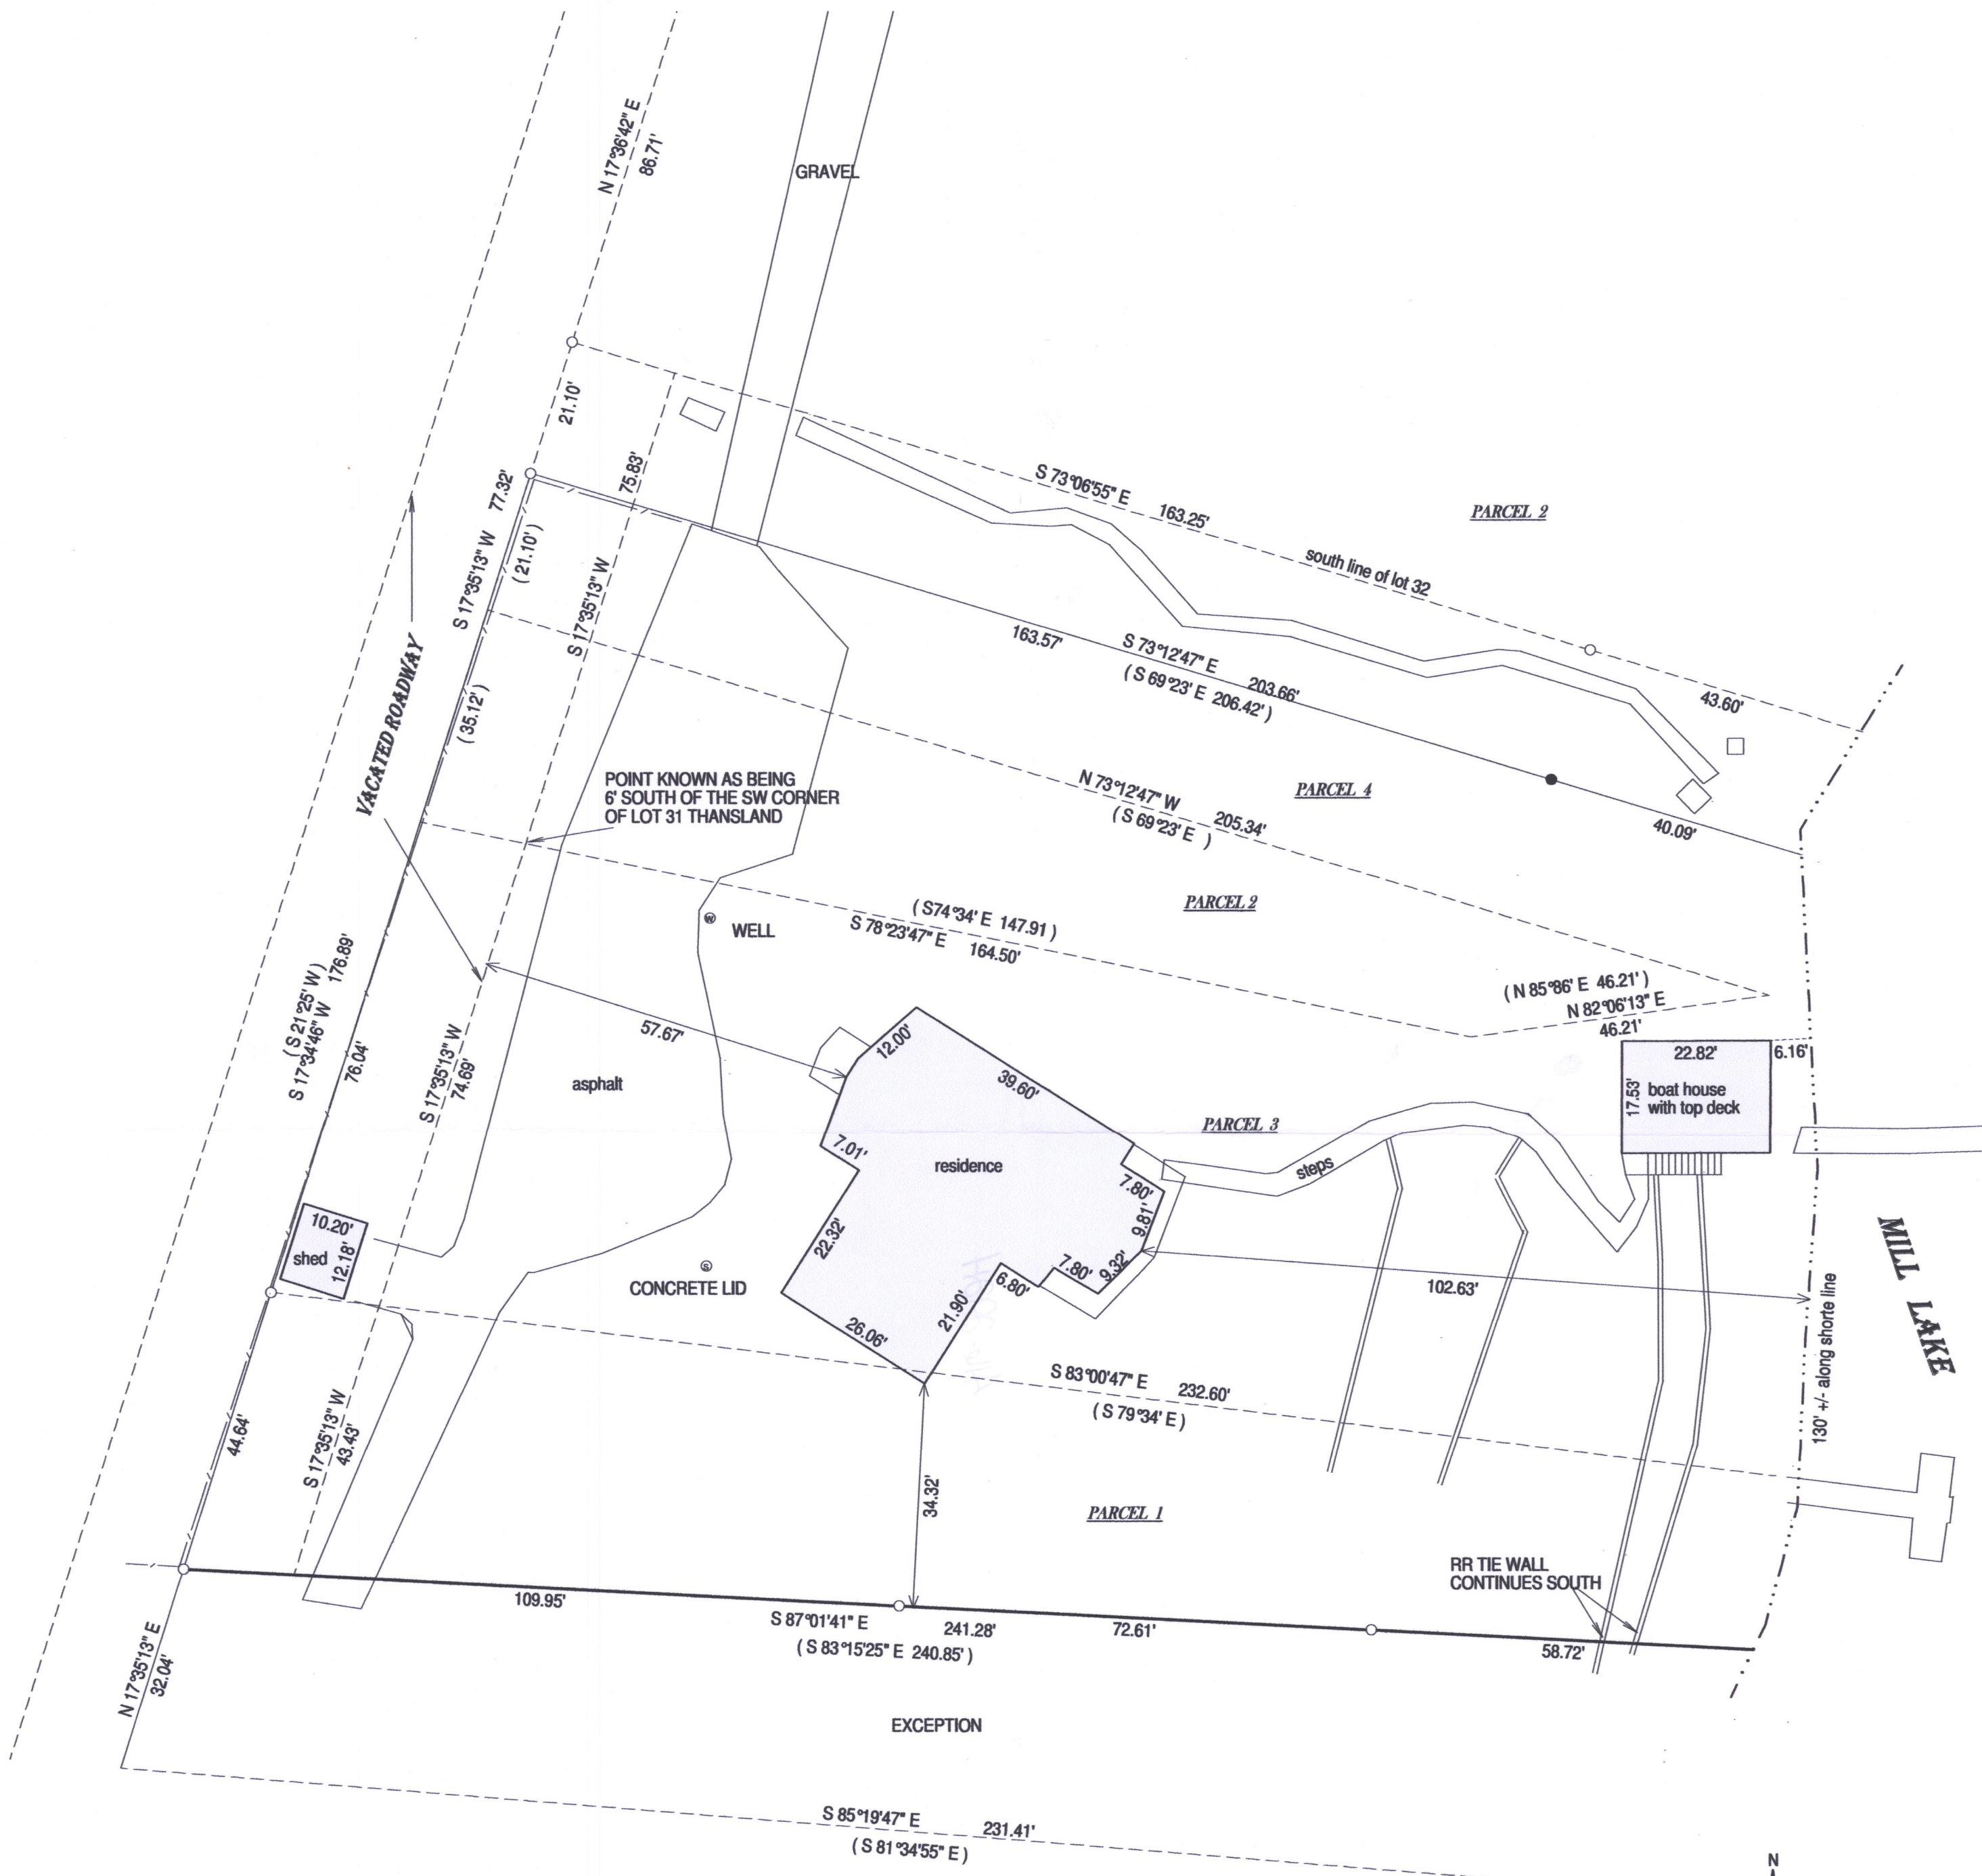 N 17°36'42" E
86.71'
GRAVEL
21.10'
S 17°35'13" W 77.32'
(21.10')
75.83'
S 17°35'13" W
S 73°06'55" E 163.25'
south line of lot 32
43.60'
PARCEL 2
163.57'
S 73°12'47" E 203.66'
( S 69°23' E 206.42' )
40.09'
PARCEL 4
N 73°12'47" W 205.34'
( S 69°23' E )
VACATED ROADWAY
( 35.12' )
POINT KNOWN AS BEING
6' SOUTH OF THE SW CORNER
OF LOT 31 THANSLAND
PARCEL 2
( S74°34' E 147.91 )
S 78°23'47" E 164.50'
W
WELL
( N 85°86' E 46.21' )
N 82°06'13" E
46.21'
( S 21°25' W )
S 17°34'46" W 176.89'
76.04'
S 17°35'13" W
74.69'
57.67'
asphalt
12.00'
39.60'
7.01'
residence
7.80'
9.81'
22.32'
7.80'
9.32'
6.80'
21.90'
26.06'
PARCEL 3
steps
22.82'
6.16'
17.53'
boat house
with top deck
10.20'
shed
12.18'
S
CONCRETE LID
102.63'
130' +/- along shorte line
MILL LAKE
S 83°00'47" E 232.60'
( S 79°34' E )
44.64'
S 17°35'13" W
43.43'
34.32'
PARCEL 1
RR TIE WALL
CONTINUES SOUTH
109.95'
S 87°01'41" E
241.28'
72.61'
58.72'
( S 83°15'25" E 240.85' )
N 17°35'13" E
32.04'
EXCEPTION
S 85°19'47" E 231.41'
( S 81°34'55" E )
N